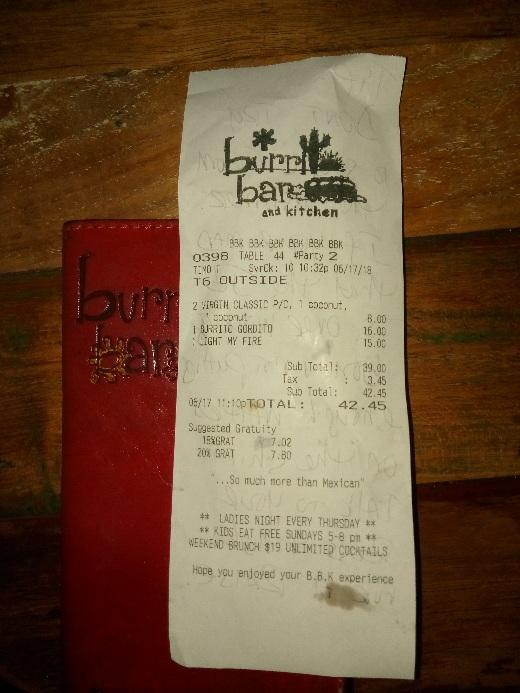 burri
bar
and kitchen
BBK BBK BBK BBK BBK BBK
0398 TABLE 44 #Party 2
TIMO T SvrCk: 10 10:32p 06/17/18
T6 OUTSIDE
2 VIRGIN CLASSIC P/C, 1 coconut,
1 coconut 8.00
1 BURRITO GORDITO 16.00
1 LIGHT MY FIRE 15.00
Sub Total: 39.00
Tax : 3.45
Sub Total: 42.45
06/17 11:10p TOTAL: 42.45
Suggested Gratuity
18%GRAT 7.02
20% GRAT 7.80
"...So much more than Mexican"
** LADIES NIGHT EVERY THURSDAY **
** KIDS EAT FREE SUNDAYS 5-8 pm **
WEEKEND BRUNCH $19 UNLIMITED COCKTAILS
Hope you enjoyed your B.B.K experience
burr
bar